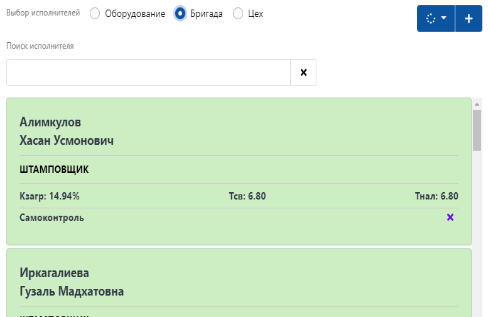 Выбор исполнителей Оборудование Бригада Цех
Поиск исполнителя
Алимкулов
Хасан Усмонович
ШТАМПОВЩИК
Кзагр: 14.94% Тсв: 6.80 Тнал: 6.80
Самоконтроль
Иркагалиева
Гузаль Мадхатовна
ШТАМПОВЩИК